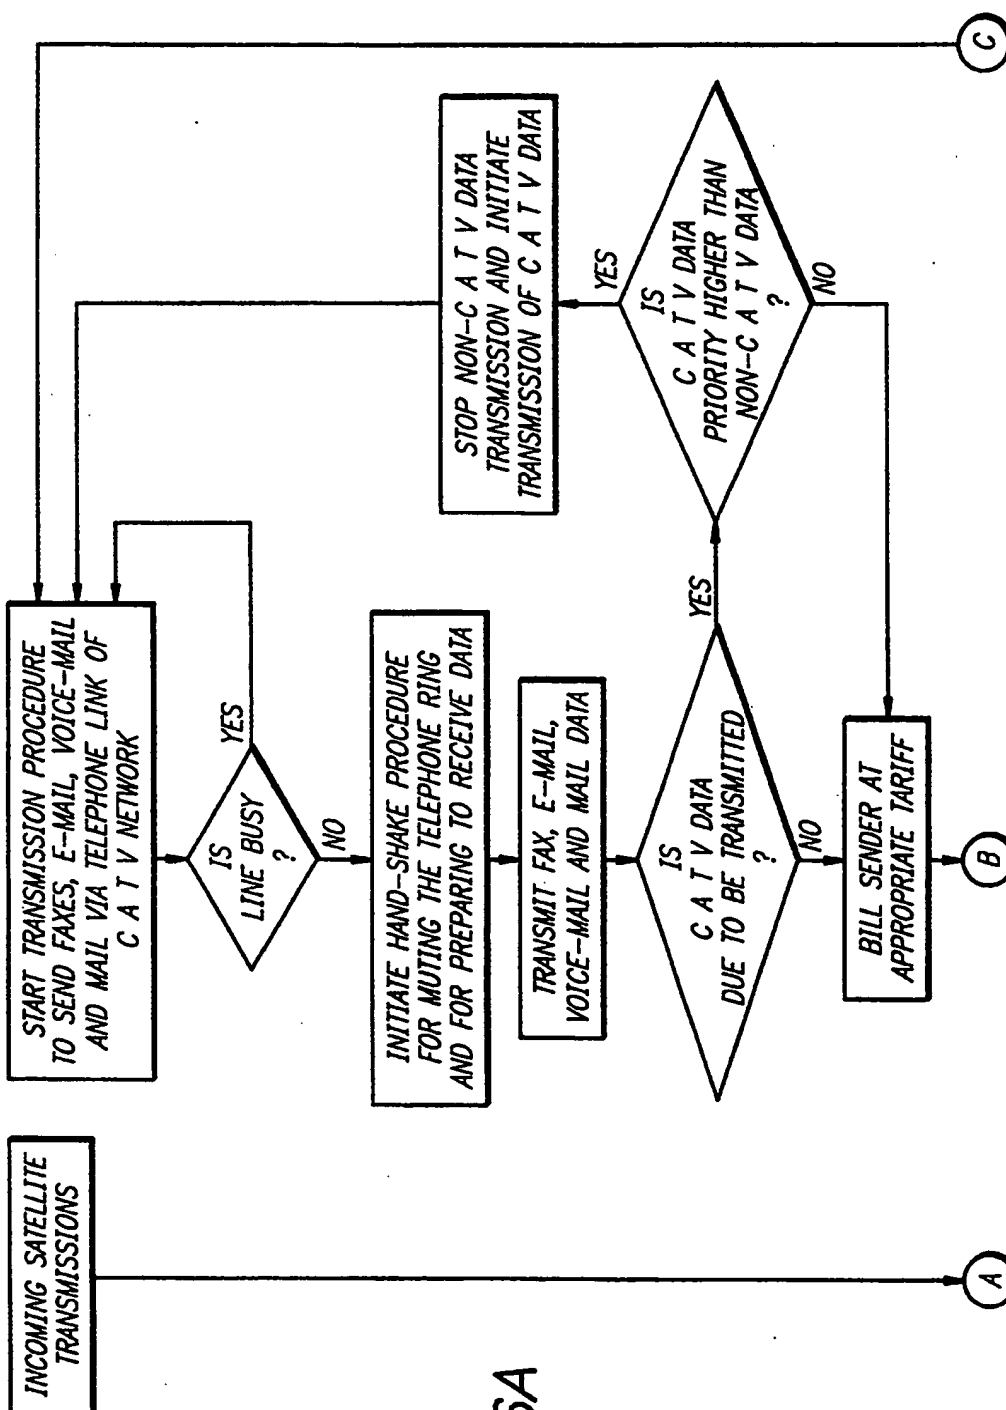 INCOMING SATELLITE
TRANSMISSIONS
A
START TRANSMISSION PROCEDURE
TO SEND FAXES, E-MAIL, VOICE-MAIL
AND MAIL VIA TELEPHONE LINK OF
C A T V NETWORK
IS
LINE BUSY
?
YES
NO
INITIATE HAND-SHAKE PROCEDURE
FOR MUTING THE TELEPHONE RING
AND FOR PREPARING TO RECEIVE DATA
TRANSMIT FAX, E-MAIL,
VOICE-MAIL AND MAIL DATA
IS
C A T V DATA
DUE TO BE TRANSMITTED
?
YES
NO
BILL SENDER AT
APPROPRIATE TARIFF
B
STOP NON-C A T V DATA
TRANSMISSION AND INITIATE
TRANSMISSION OF C A T V DATA
YES
IS
C A T V DATA
PRIORITY HIGHER THAN
NON-C A T V DATA
?
NO
C
6A